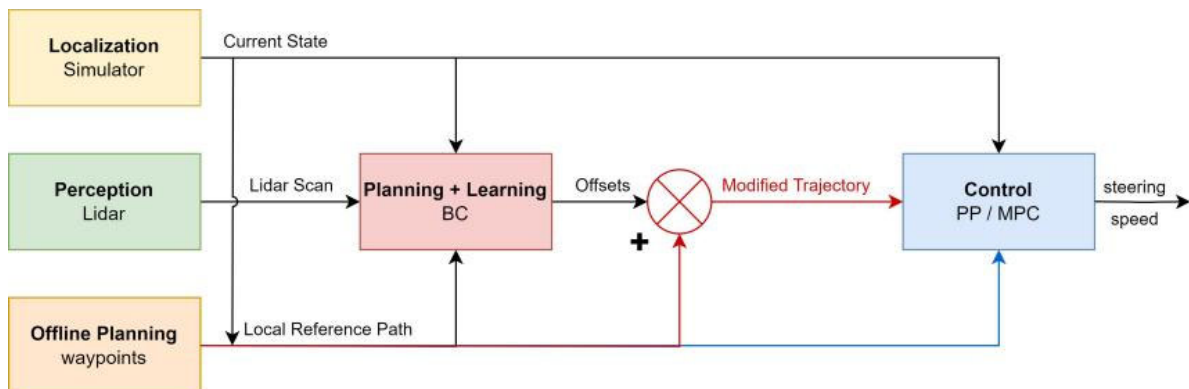 Localization
Simulator
Current State
Perception
Lidar
Lidar Scan
Planning + Learning
BC
Offsets
+
Modified Trajectory
Control
PP / MPC
steering
speed
Offline Planning
waypoints
Local Reference Path